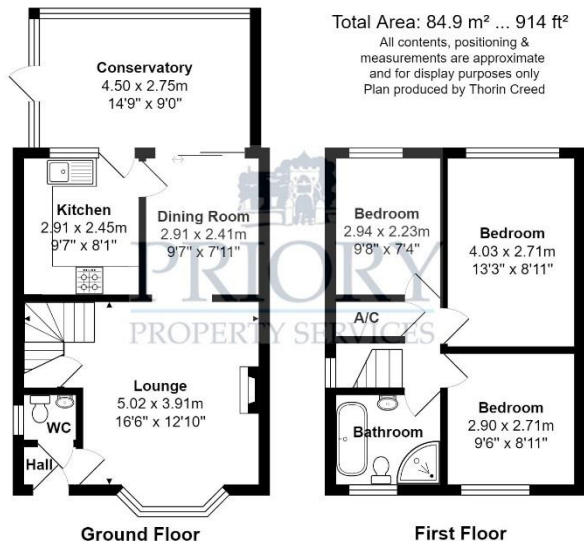 Total Area: 84.9 m² ... 914 ft²
All contents, positioning &
measurements are approximate
and for display purposes only
Plan produced by Thorin Creed
Conservatory
4.50 x 2.75m
14'9" x 9'0"
Kitchen
2.91 x 2.45m
9'7" x 8'1"
Dining Room
2.91 x 2.41m
9'7" x 7'11"
Lounge
5.02 x 3.91m
16'6" x 12'10"
WC
Hall
Ground Floor
Bedroom
2.94 x 2.23m
9'8" x 7'4"
Bedroom
4.03 x 2.71m
13'3" x 8'11"
A/C
Bedroom
2.90 x 2.71m
9'6" x 8'11"
Bathroom
First Floor
PRIORY
PROPERTY SERVICES